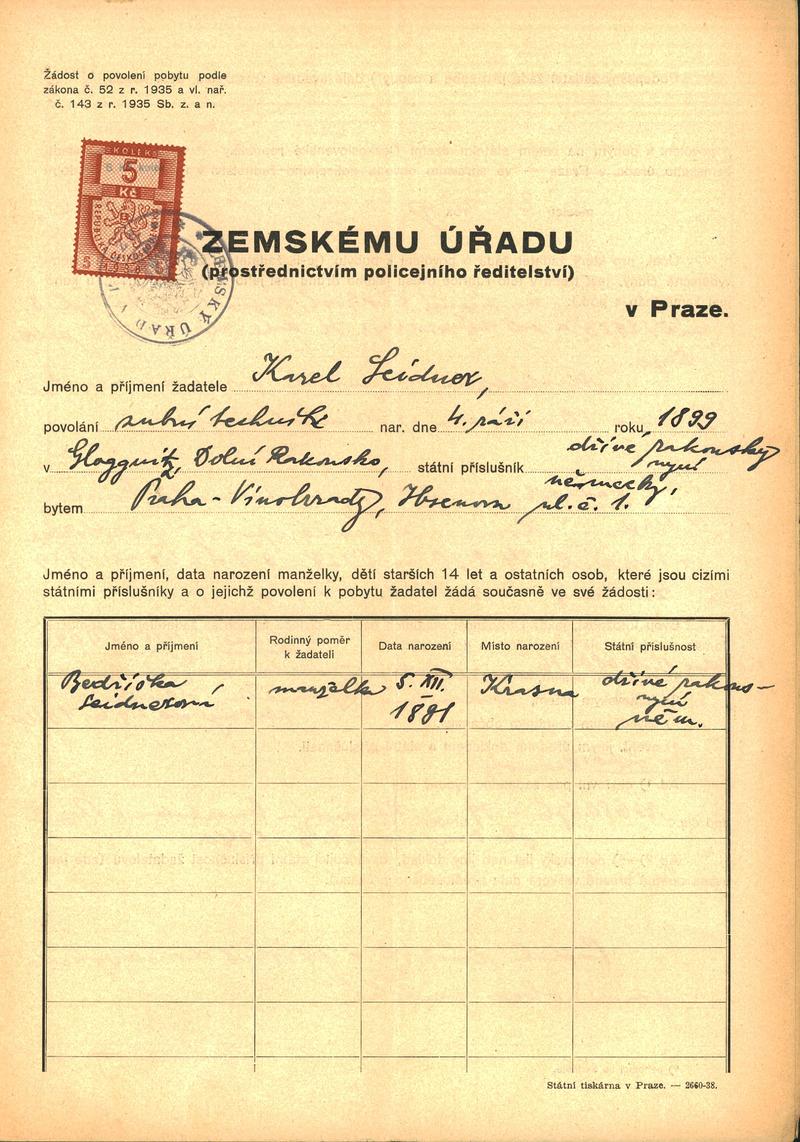 Žádost o povolení pobytu podle
zákona č. 52 z r. 1935 a vl. nař.
č. 143 z r. 1935 Sb. z. a n.
KOLEK
5
Kč
REPUBLIKA ČESKOSLOVENSKÁ
ZEMSKÝ ÚŘAD V
ZEMSKÉMU ÚŘADU
(prostřednictvím policejního ředitelství)
v Praze.
Jméno a příjmení žadatele Karel Seidner,
povolání zubní technik nar. dne 4. září roku 1899
v Gloggnitz, Dolní Rakousko, státní příslušník dříve rakouský
nyní
německý,
bytem Praha - Vinohrady, Ibsenova ul. č. 1.
Jméno a příjmení, data narození manželky, dětí starších 14 let a ostatních osob, které jsou cizími
státními příslušníky a o jejichž povolení k pobytu žadatel žádá současně ve své žádosti:
Jméno a příjmení Rodinný poměr k žadateli Data narození Místo narození Státní příslušnost
Bedřiška Seidnerová manželka 5. XII. 1891 Krasna dříve rakous- nyní něm.
Státní tiskárna v Praze. — 2660-38.